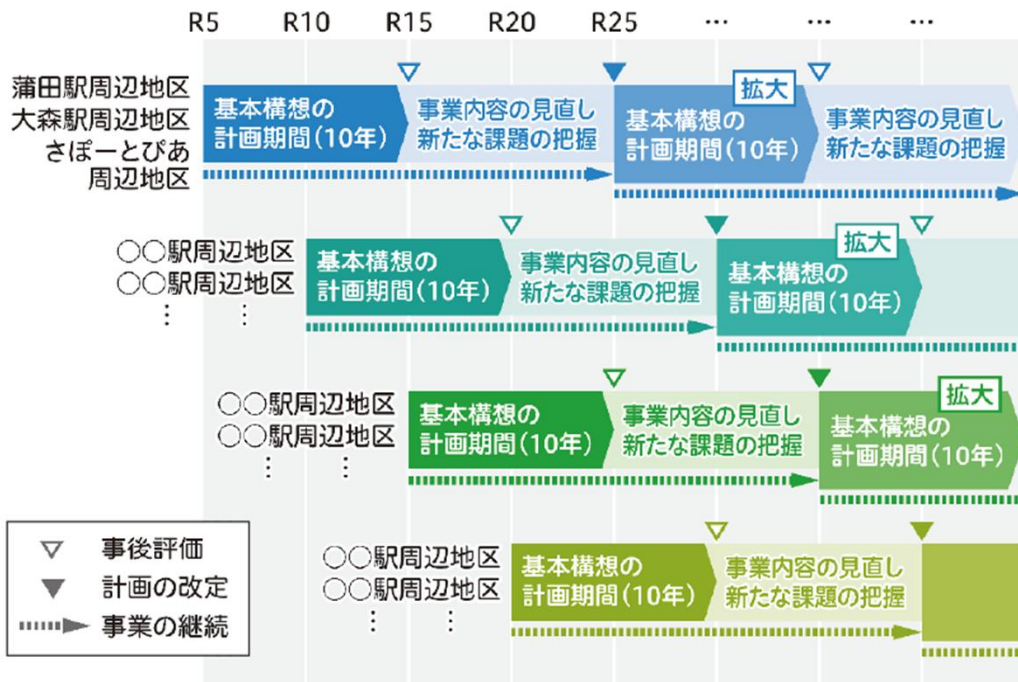 R5 R10 R15 R20 R25 … … …
蒲田駅周辺地区
大森駅周辺地区
さぽーとぴあ
周辺地区
基本構想の
計画期間(10年)
事業内容の見直し
新たな課題の把握
拡大
基本構想の
計画期間(10年)
事業内容の見直し
新たな課題の把握
○○駅周辺地区
○○駅周辺地区
⋮ ⋮
基本構想の
計画期間(10年)
事業内容の見直し
新たな課題の把握
拡大
基本構想の
計画期間(10年)
○○駅周辺地区
○○駅周辺地区
⋮ ⋮
基本構想の
計画期間(10年)
事業内容の見直し
新たな課題の把握
拡大
基本構想の
計画期間(10年)
○○駅周辺地区
○○駅周辺地区
⋮ ⋮
基本構想の
計画期間(10年)
事業内容の見直し
新たな課題の把握
▽ 事後評価
▼ 計画の改定
事業の継続